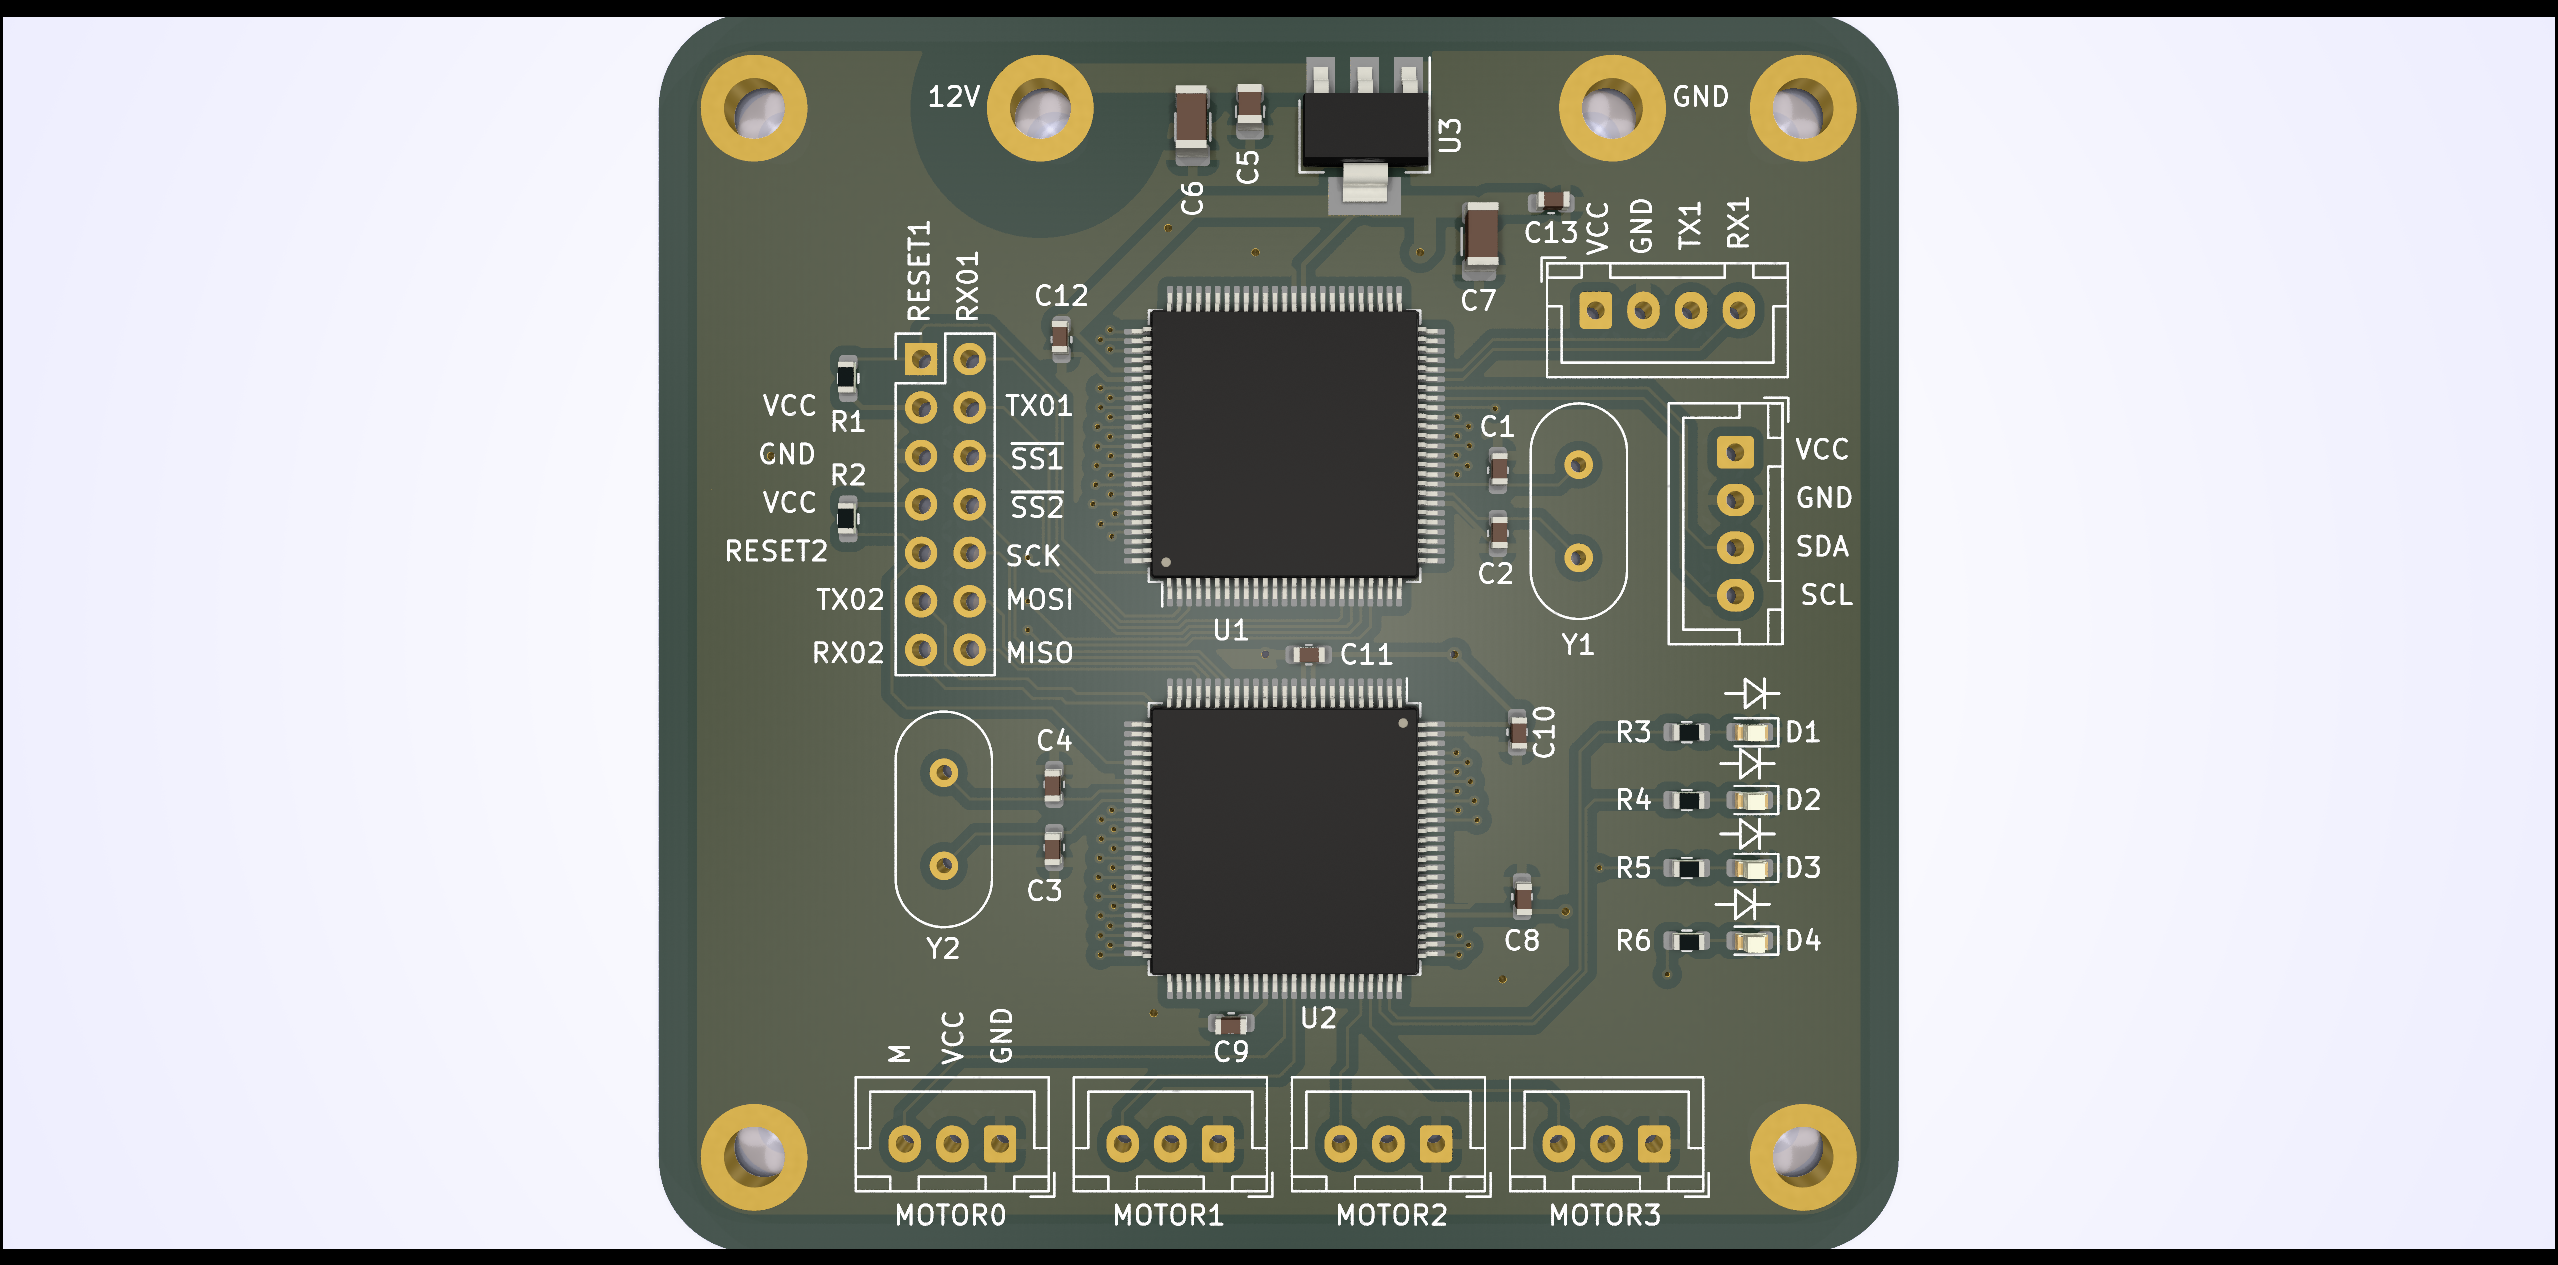 12V
GND
U3
C6
C5
C13
VCC
GND
TX1
RX1
RESET1
RX01
C12
C7
VCC
R1
TX01
GND
SS1
C1
VCC
R2
VCC
SS2
GND
RESET2
SCK
C2
SDA
TX02
MOSI
SCL
RX02
MISO
U1
C11
Y1
C4
C10
R3
D1
R4
D2
C3
R5
D3
Y2
C8
R6
D4
M
VCC
GND
C9
U2
MOTOR0
MOTOR1
MOTOR2
MOTOR3